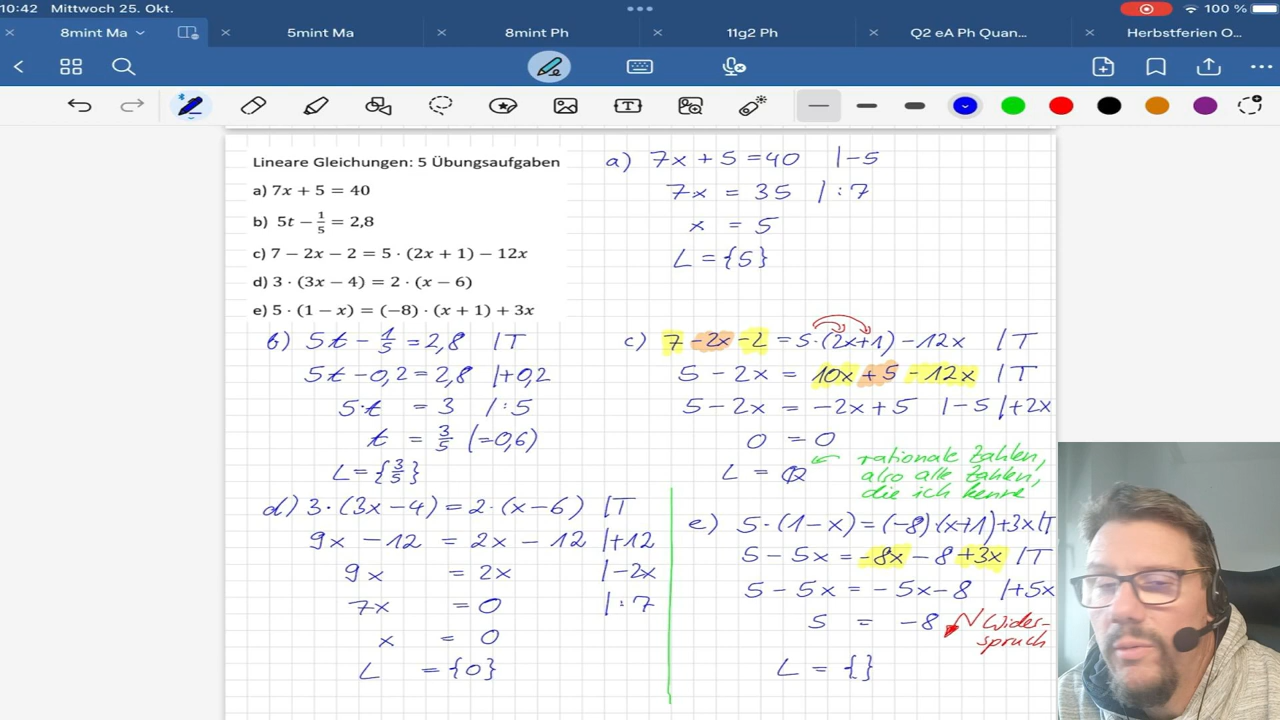 10:42 Mittwoch 25. Okt.
100 %
8mint Ma
5mint Ma
8mint Ph
11g2 Ph
Q2 eA Ph Quan...
Herbstferien O...
Lineare Gleichungen: 5 Übungsaufgaben
a) 7x + 5 = 40
b) 5t − 1/5 = 2,8
c) 7 − 2x − 2 = 5 · (2x + 1) − 12x
d) 3 · (3x − 4) = 2 · (x − 6)
e) 5 · (1 − x) = (−8) · (x + 1) + 3x
a) 7x + 5 = 40 | −5
7x = 35 | : 7
x = 5
L = {5}
b) 5t − 1/5 = 2,8 | T
5t − 0,2 = 2,8 | +0,2
5·t = 3 | : 5
t = 3/5 (=0,6)
L = {3/5}
c) 7 − 2x − 2 = 5·(2x+1) − 12x | T
5 − 2x = 10x + 5 − 12x | T
5 − 2x = −2x + 5 | −5 | +2x
0 = 0
L = ℚ
rationale Zahlen,
also alle Zahlen,
die ich kenne
d) 3·(3x−4) = 2·(x−6) | T
9x − 12 = 2x − 12 | +12
9x = 2x | −2x
7x = 0 | : 7
x = 0
L = {0}
e) 5·(1−x) = (−8)·(x+1)+3x | T
5 − 5x = −8x − 8 + 3x | T
5 − 5x = −5x − 8 | +5x
5 = −8
Wider-
spruch
L = {}